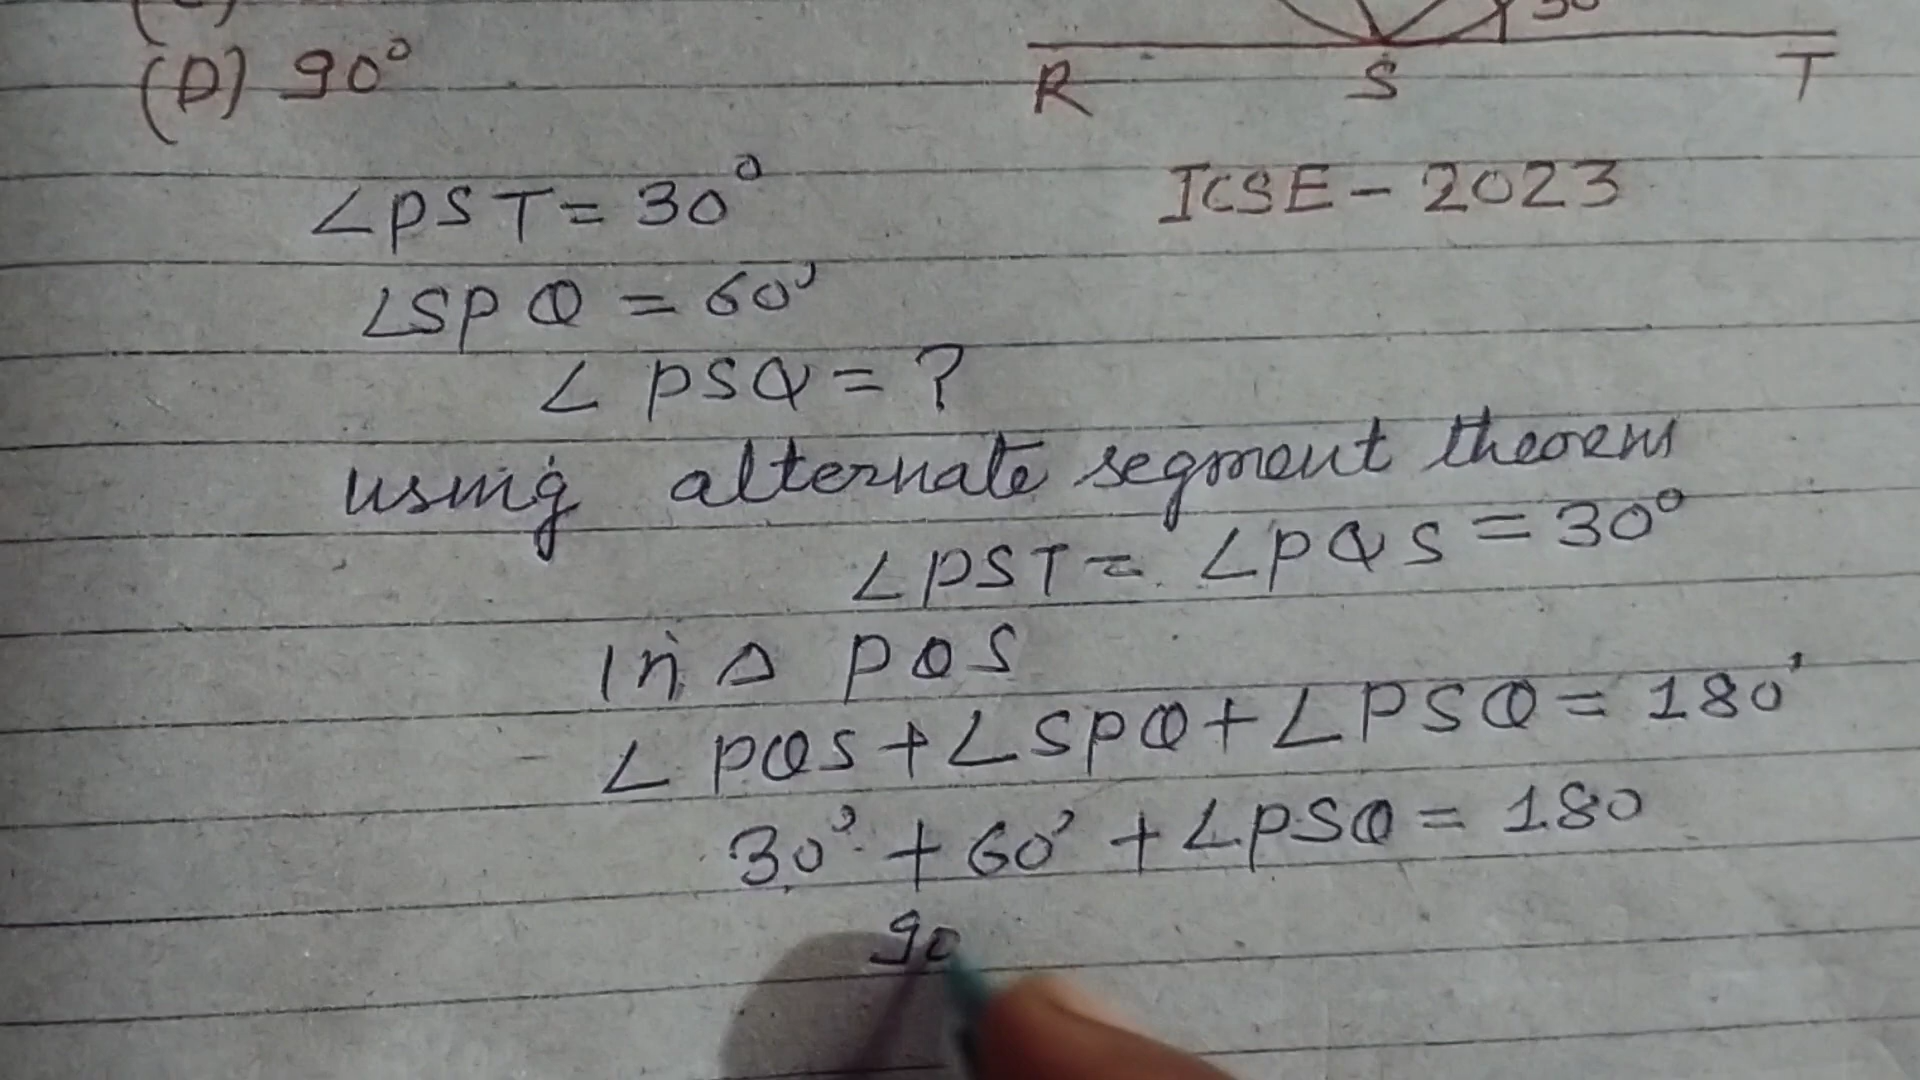 (D) 90°
30
R S T
∠PST = 30°
ICSE - 2023
∠SPQ = 60°
∠PSQ = ?
using alternate segment theorem
∠PST = ∠PQS = 30°
In Δ PQS
∠PQS + ∠SPQ + ∠PSQ = 180°
30° + 60° + ∠PSQ = 180
90